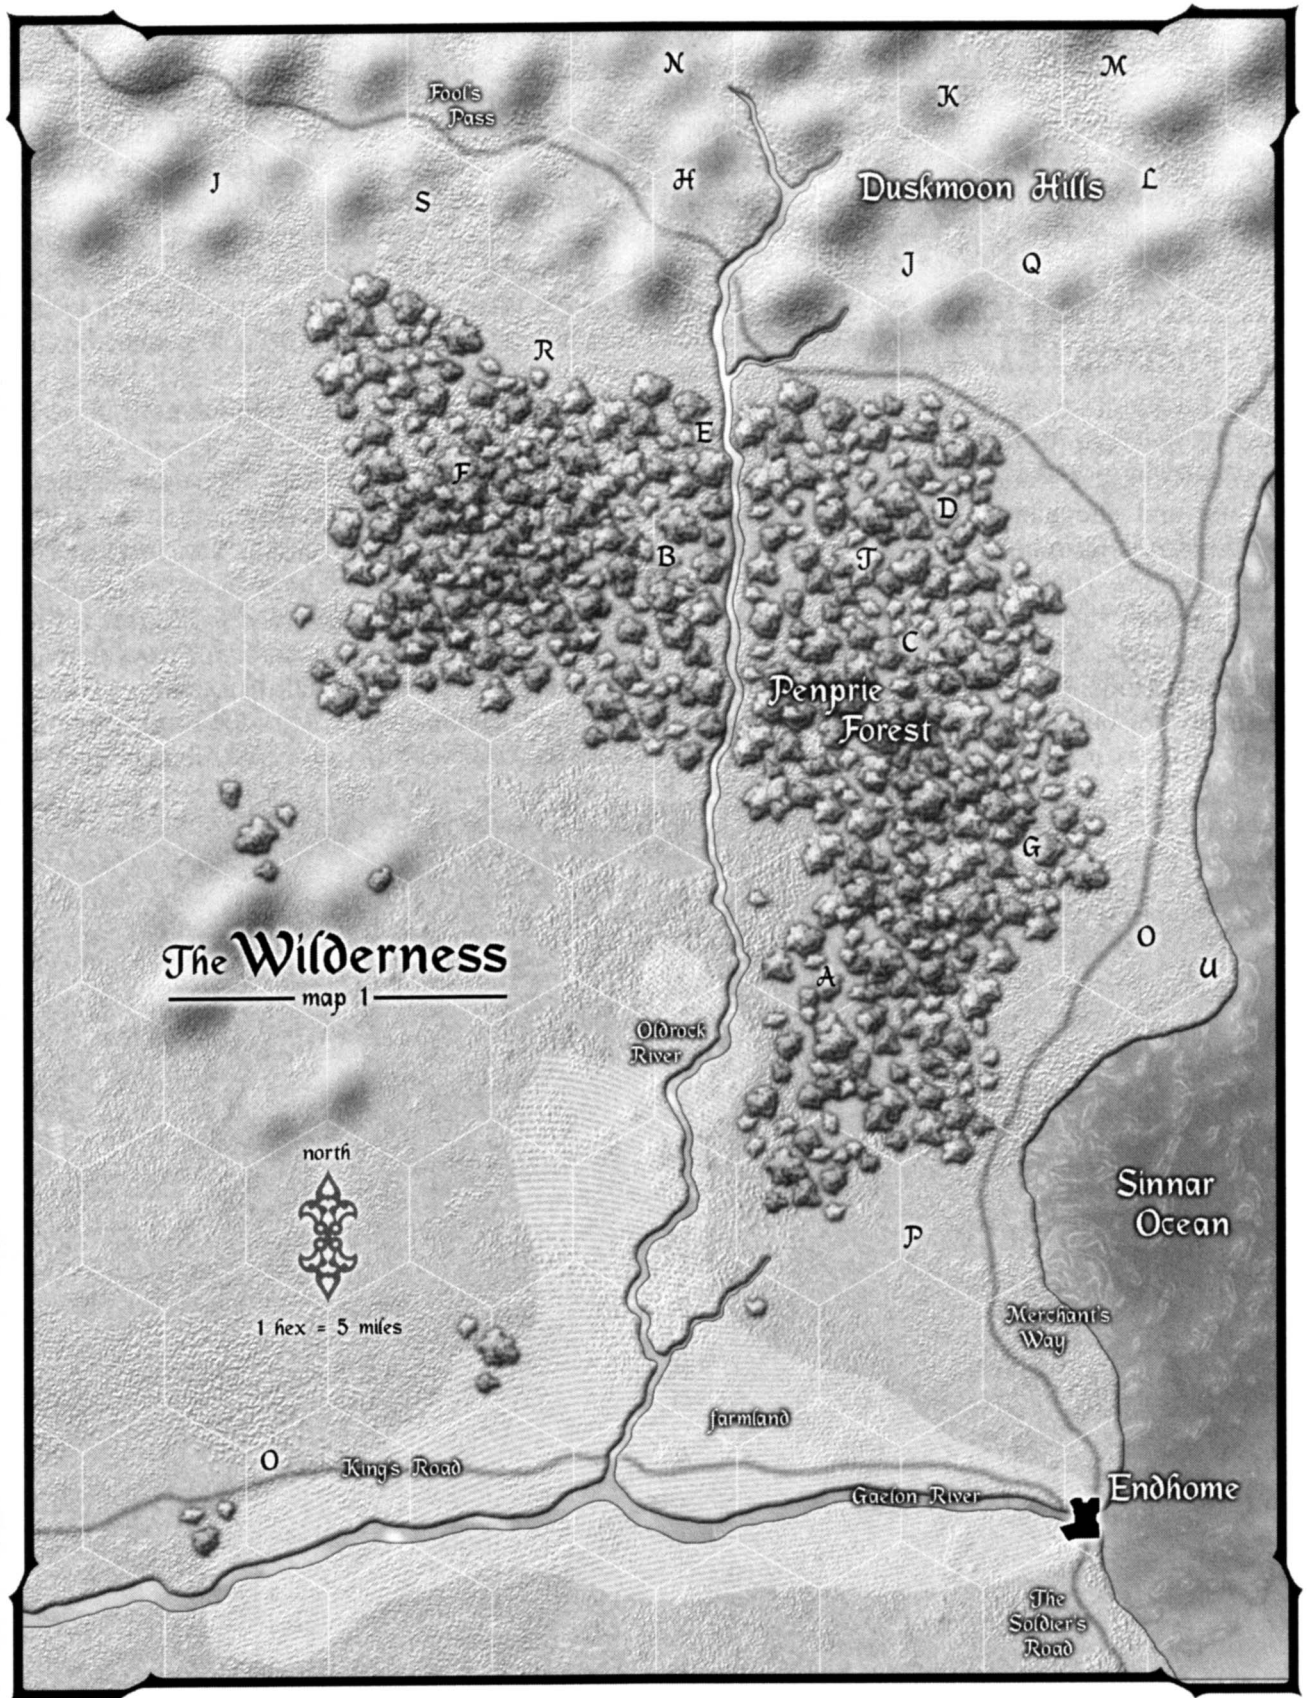 N
M
K
Fool's
Pass
J
H
S
Duskmoon Hills
L
J
Q
R
E
F
D
B
T
C
Penprie
Forest
G
O
The Wilderness
U
A
map 1
Oldrock
River
north
Sinnar
Ocean
P
1 hex = 5 miles
Merchant's
Way
farmland
O
King's Road
Endhome
Gaelon River
The
Soldier's
Road